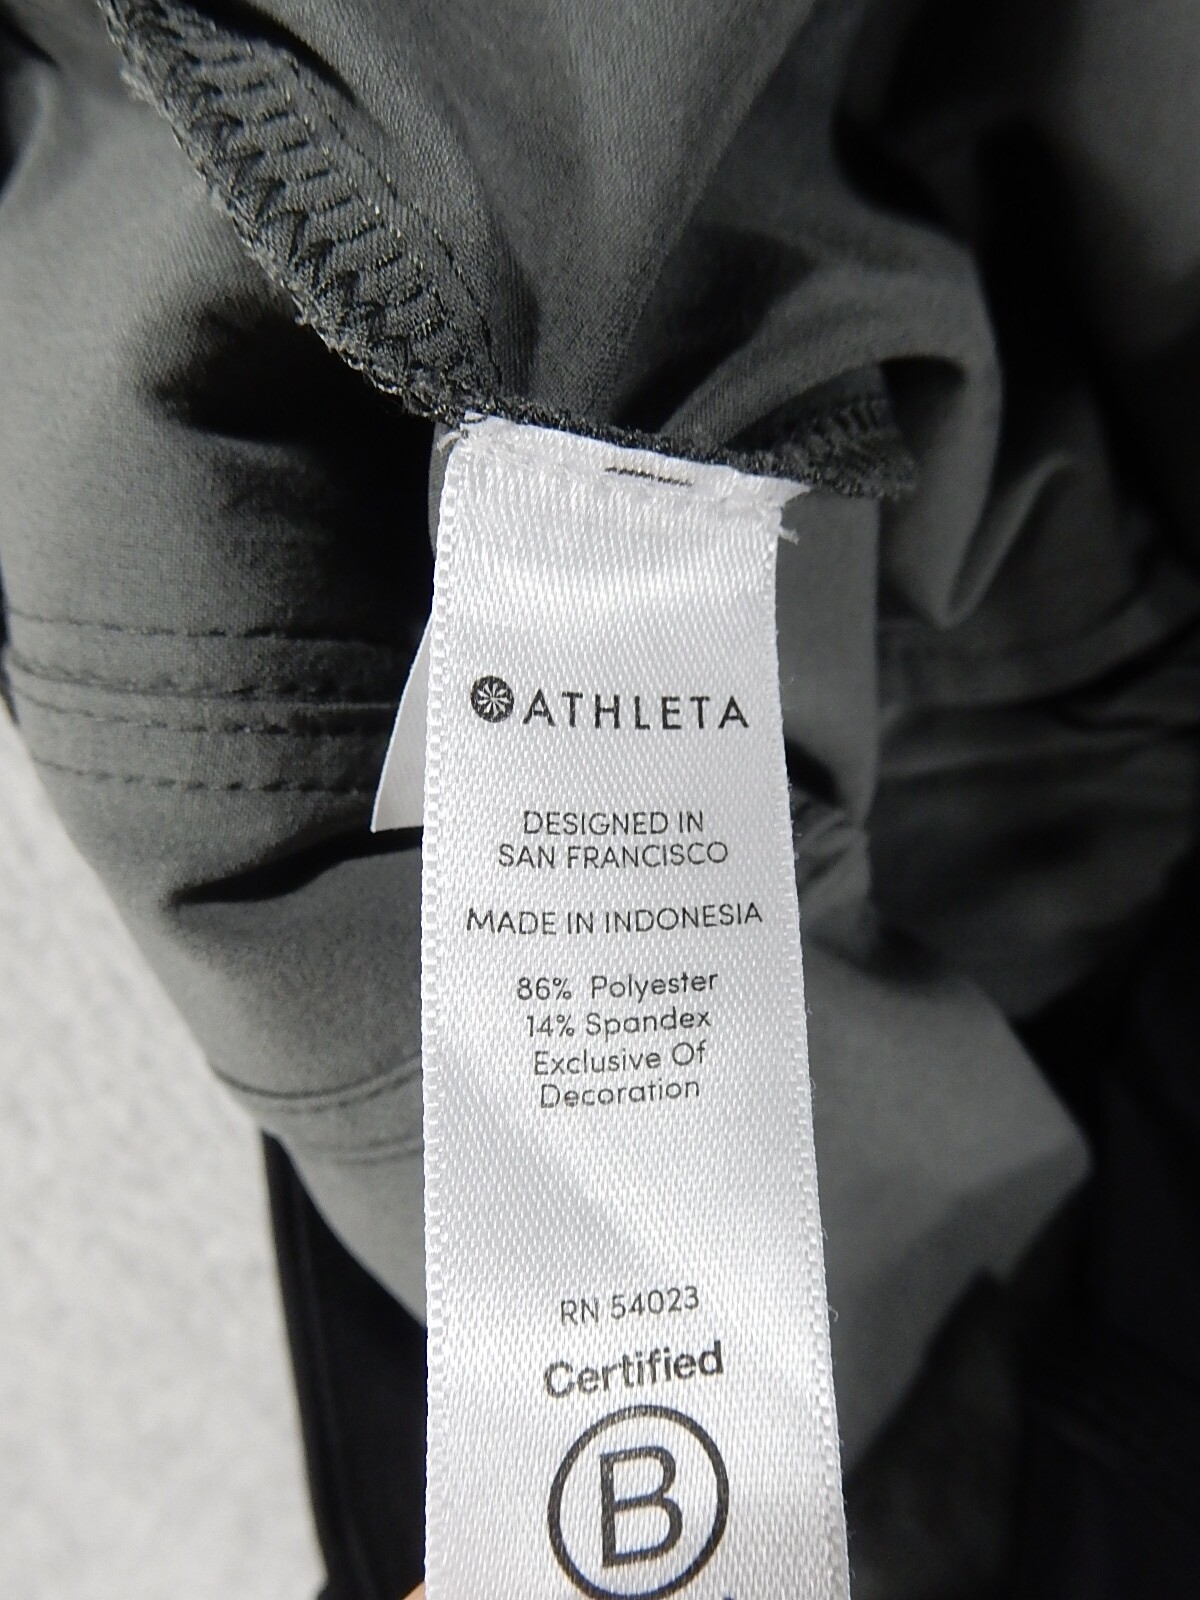 ATHLETA
DESIGNED IN
SAN FRANCISCO
MADE IN INDONESIA
86% Polyester
14% Spandex
Exclusive Of
Decoration
RN 54023
Certified
B